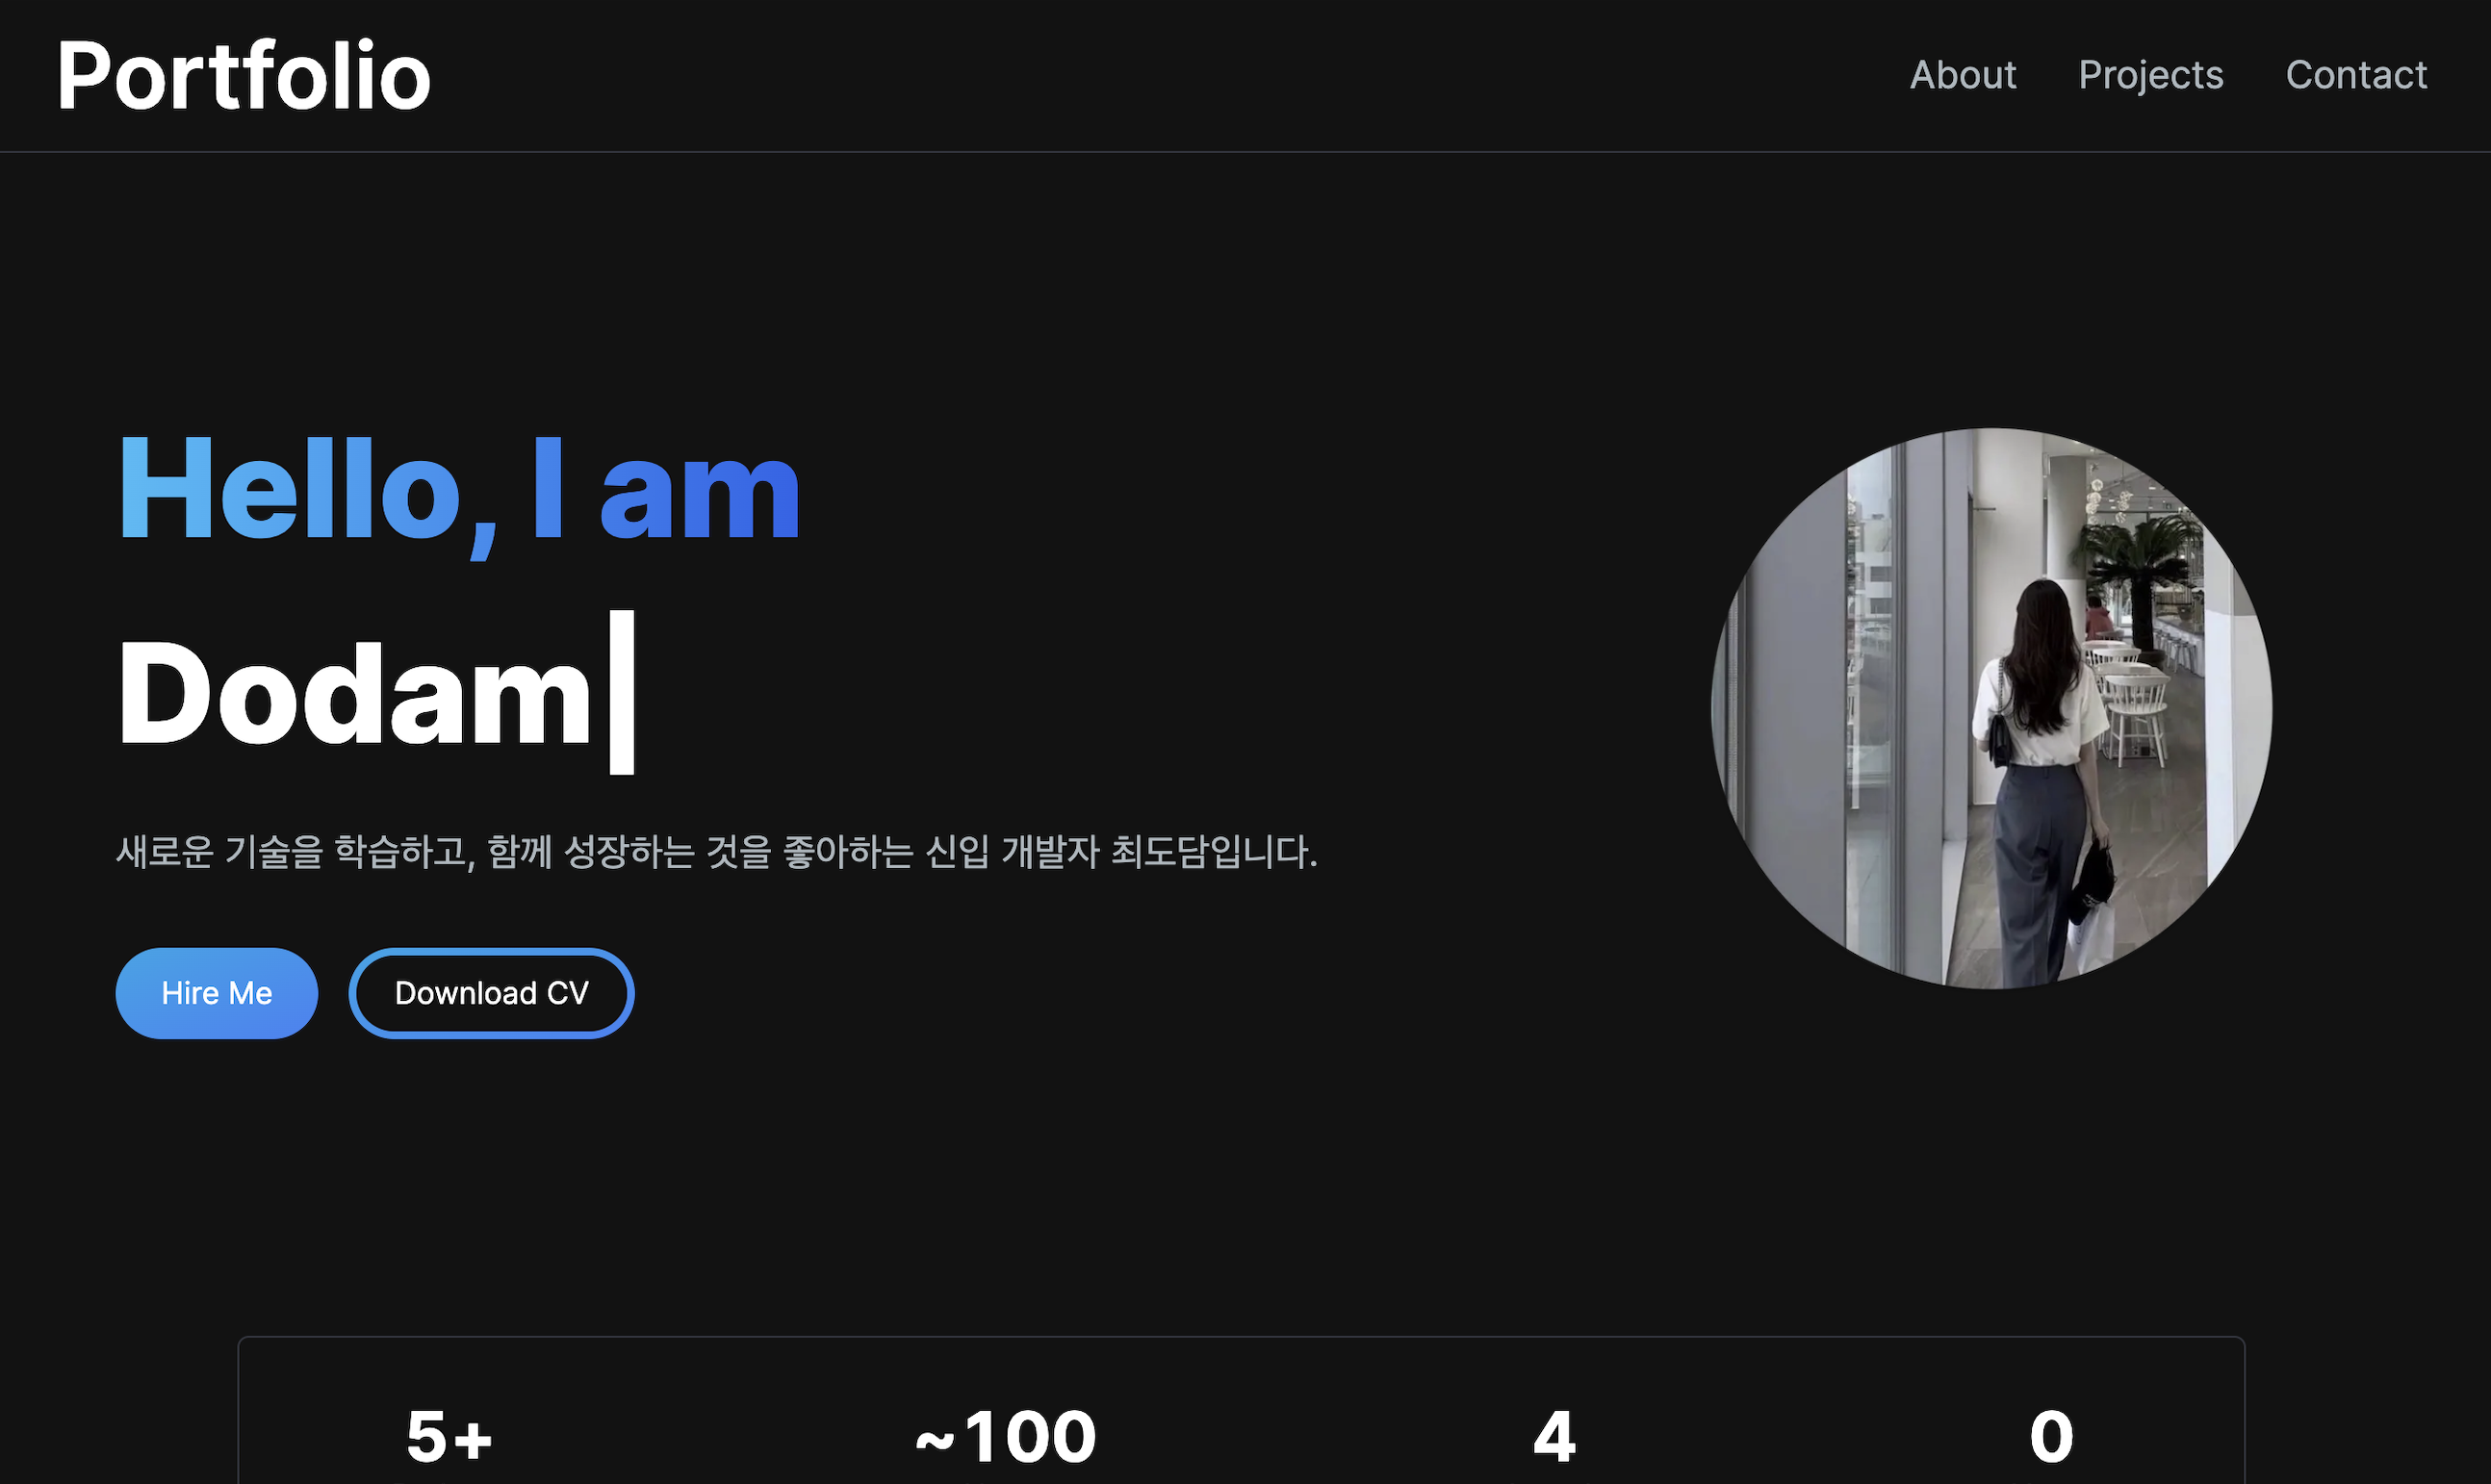 Portfolio
About Projects Contact
Hello, I am
Dodam
새로운 기술을 학습하고, 함께 성장하는 것을 좋아하는 신입 개발자 최도담입니다.
Hire Me Download CV
5+ ~100 4 0